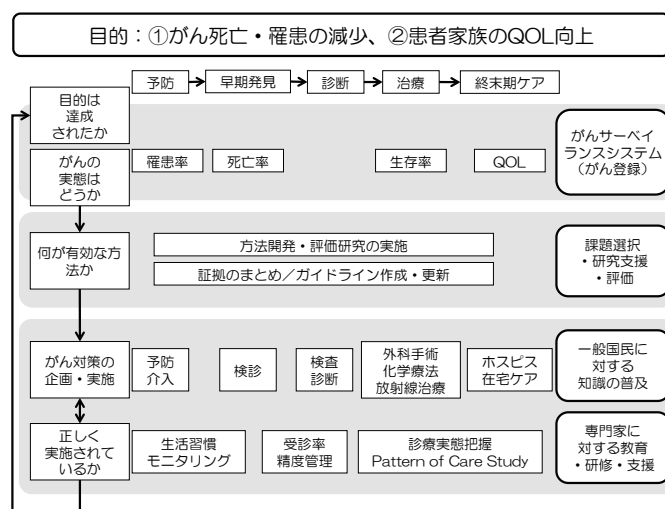 目的：①がん死亡・罹患の減少、②患者家族のQOL向上
予防
早期発見
診断
治療
終末期ケア
目的は
達成
されたか
がんの
実態は
どうか
罹患率
死亡率
生存率
QOL
がんサーベイ
ランスシステム
（がん登録）
何が有効な方
法か
方法開発・評価研究の実施
証拠のまとめ／ガイドライン作成・更新
課題選択
・研究支援
・評価
がん対策の
企画・実施
予防
介入
検診
検査
診断
外科手術
化学療法
放射線治療
ホスピス
在宅ケア
一般国民に
対する
知識の普及
正しく
実施されて
いるか
生活習慣
モニタリング
受診率
精度管理
診療実態把握
Pattern of Care Study
専門家に
対する教育
・研修・支援